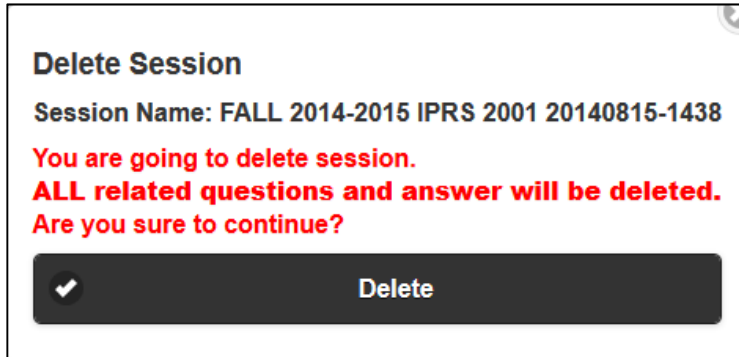 Delete Session
Session Name: FALL 2014-2015 IPRS 2001 20140815-1438
You are going to delete session.
ALL related questions and answer will be deleted.
Are you sure to continue?
Delete